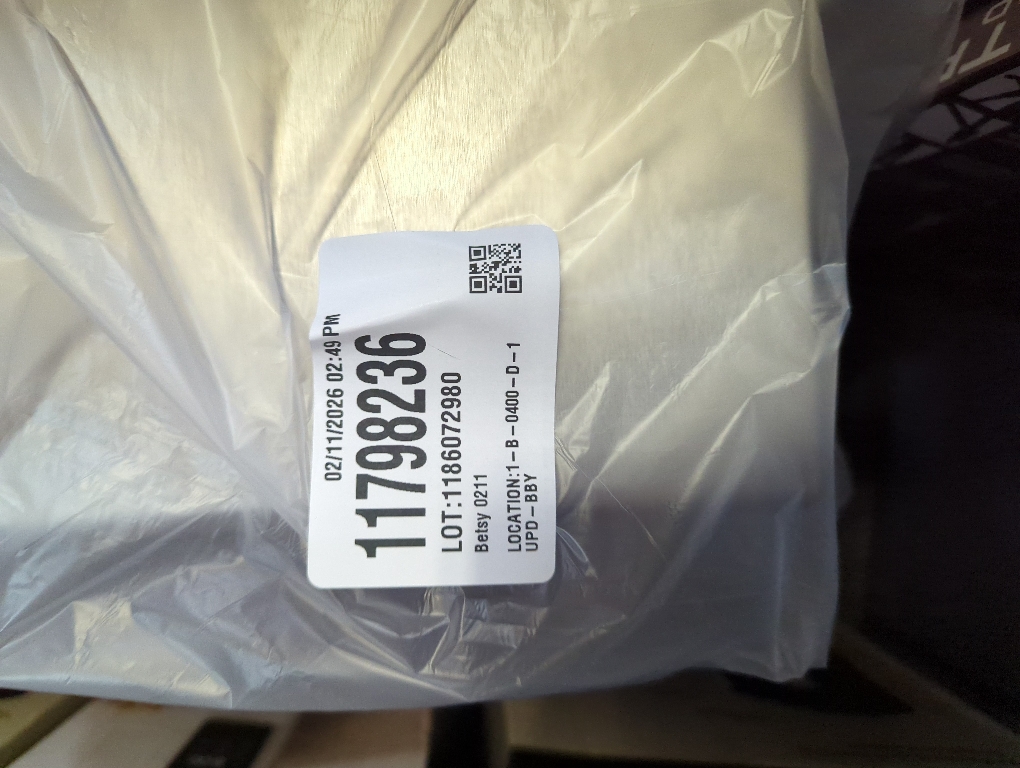 02/11/2026 02:49 PM
11798236
LOT:1186072980
Betsy 0211
LOCATION:1-B-0400-D-1
UPD-BBY